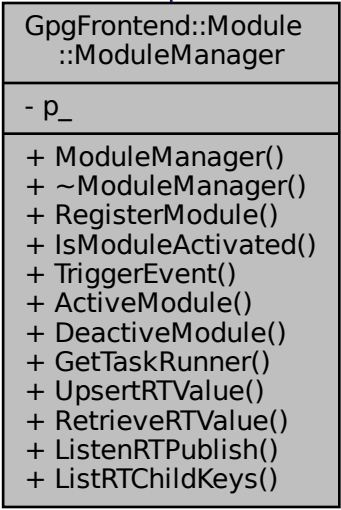 GpgFrontend::Module
::ModuleManager
- p_
+ ModuleManager()
+ ~ModuleManager()
+ RegisterModule()
+ IsModuleActivated()
+ TriggerEvent()
+ ActiveModule()
+ DeactiveModule()
+ GetTaskRunner()
+ UpsertRTValue()
+ RetrieveRTValue()
+ ListenRTPublish()
+ ListRTChildKeys()